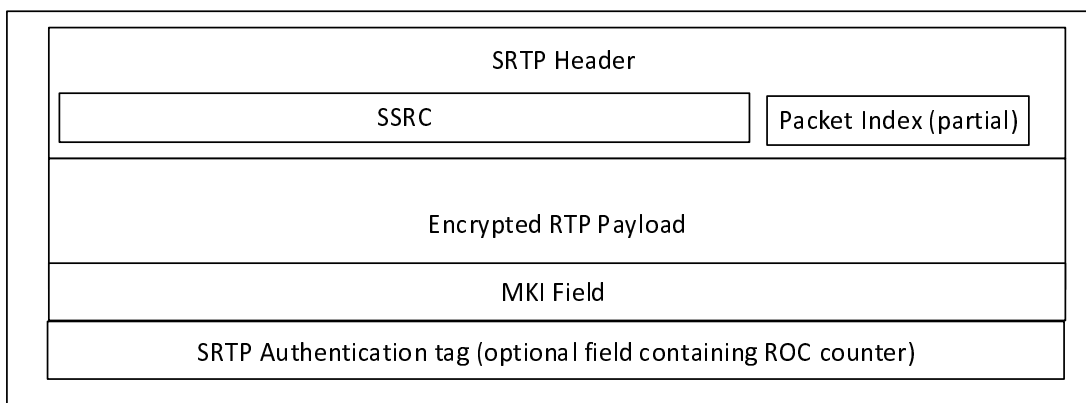 SRTP Header
SSRC
Packet Index (partial)
Encrypted RTP Payload
MKI Field
SRTP Authentication tag (optional field containing ROC counter)